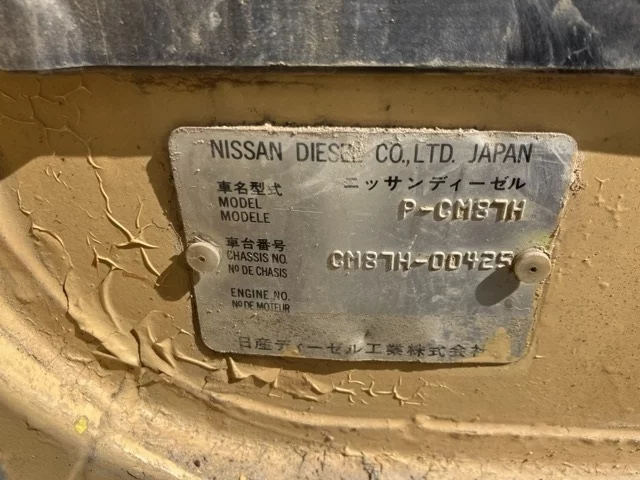 NISSAN DIESEL CO.,LTD. JAPAN
車名型式 ニッサンディーゼル
MODEL P-CM87H
MODELE
車台番号
CHASSIS NO. CM87H-00425
Nº DE CHASIS
ENGINE NO.
Nº DE MOTEUR
日産ディーゼル工業株式会社